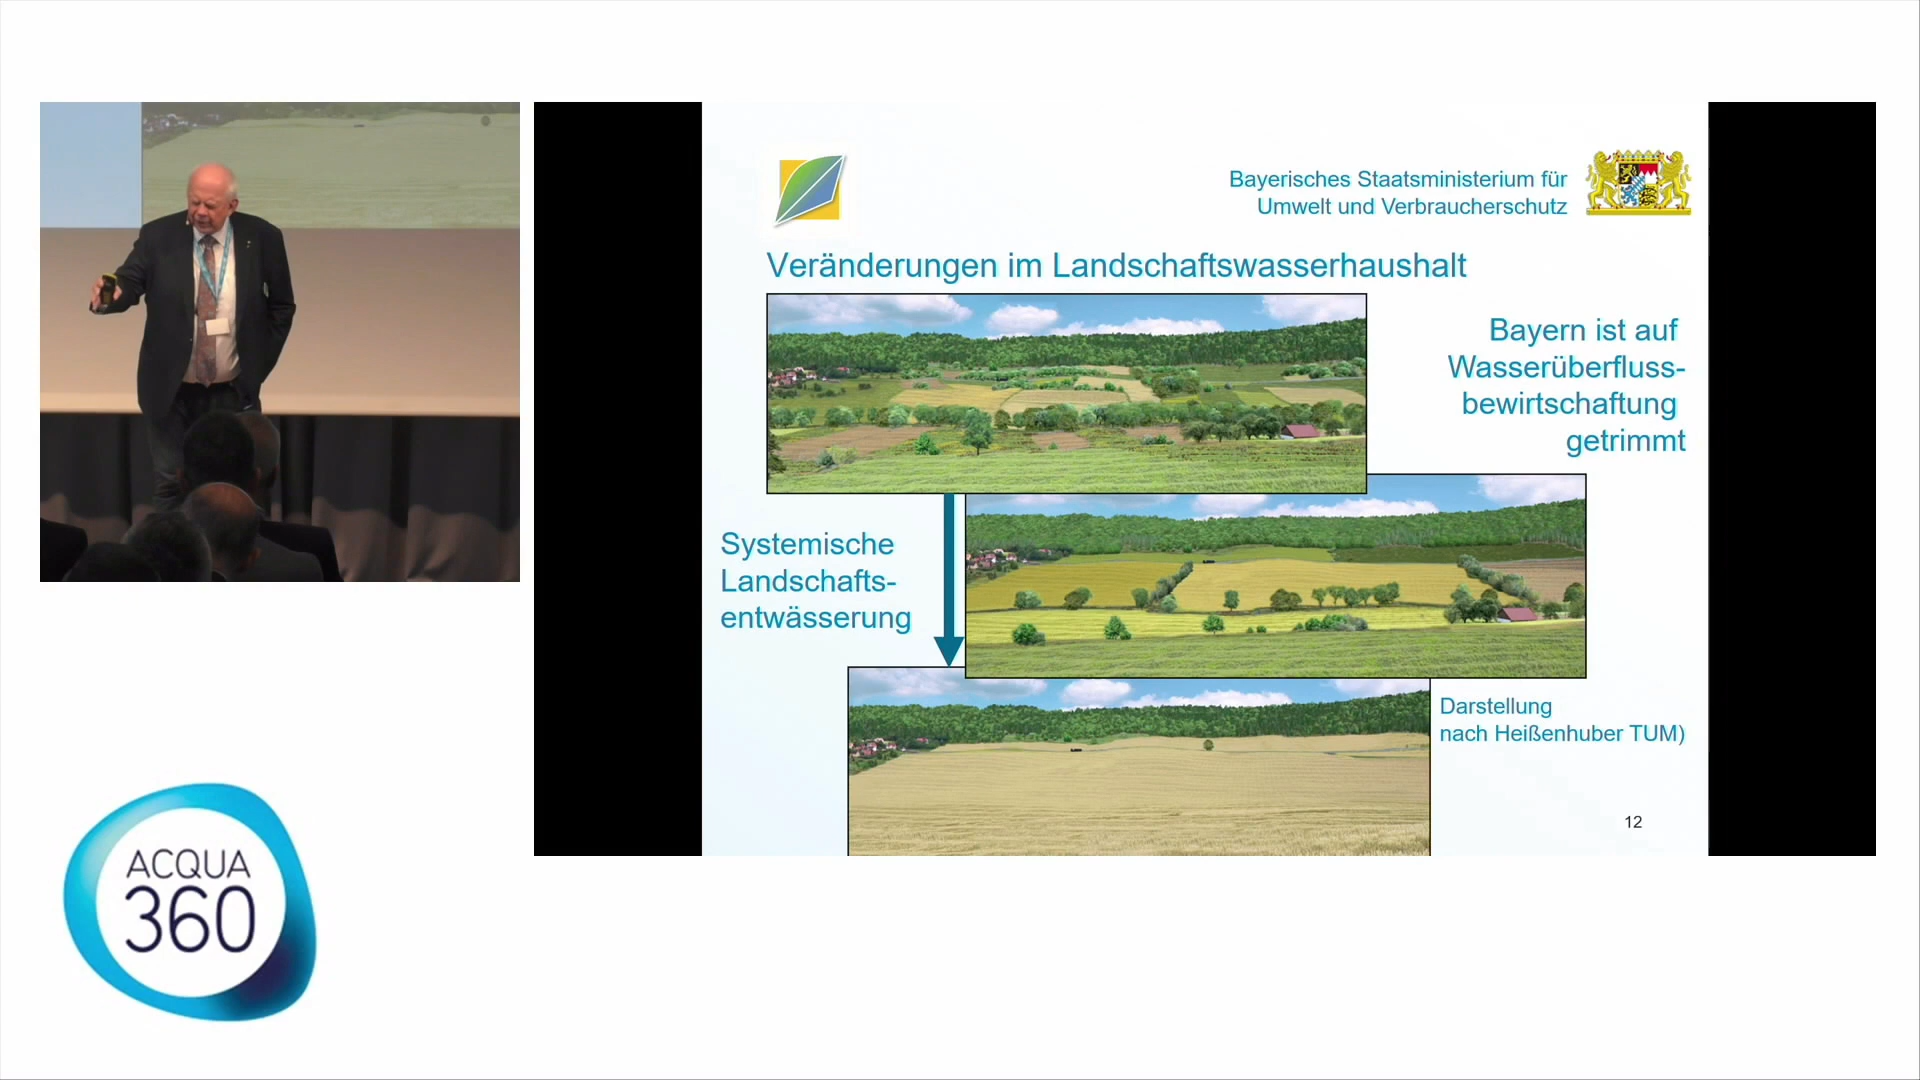 Bayerisches Staatsministerium für
Umwelt und Verbraucherschutz
Veränderungen im Landschaftswasserhaushalt
Bayern ist auf
Wasserüberfluss-
bewirtschaftung
getrimmt
Systemische
Landschafts-
entwässerung
Darstellung
nach Heißenhuber TUM)
12
ACQUA
360